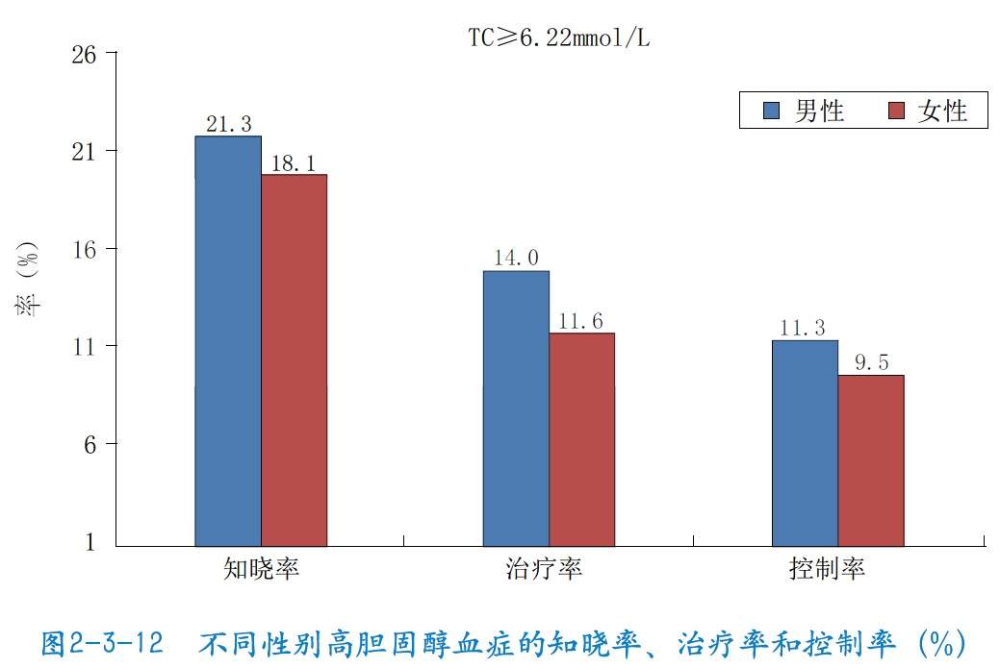 TC≥6.22mmol/L
26
男性 女性
21.3
21
18.1
16
14.0
11.6
11.3
11
9.5
率(%)
6
1
知晓率 治疗率 控制率
图2-3-12 不同性别高胆固醇血症的知晓率、治疗率和控制率 (%)